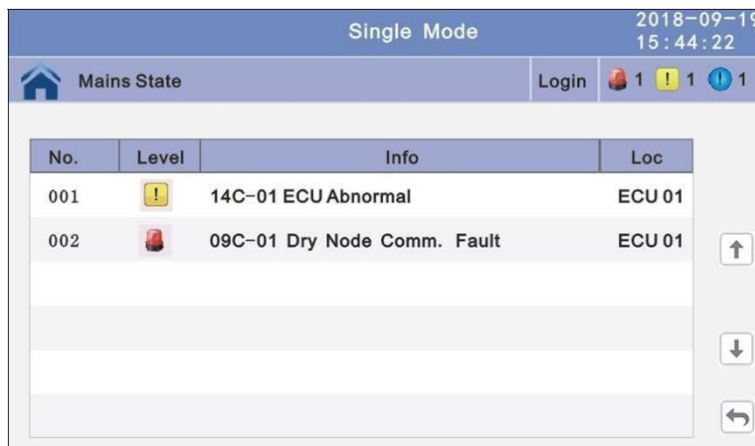 Single Mode
2018-09-19
15:44:22
Mains State Login 1 1 1
No. Level Info Loc
001 14C-01 ECU Abnormal ECU 01
002 09C-01 Dry Node Comm. Fault ECU 01